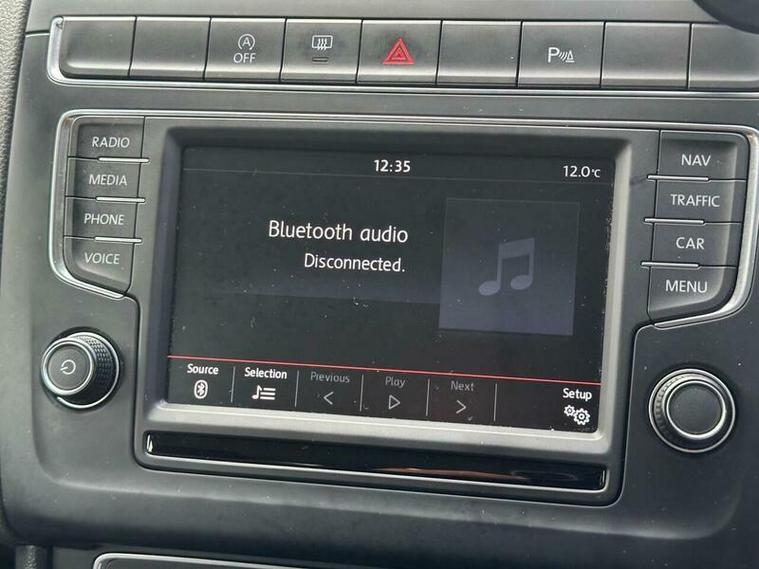 (A) OFF
P
RADIO
MEDIA
PHONE
VOICE
12:35
12.0°C
Bluetooth audio
Disconnected.
Source
Selection
Previous
Play
Next
Setup
NAV
TRAFFIC
CAR
MENU